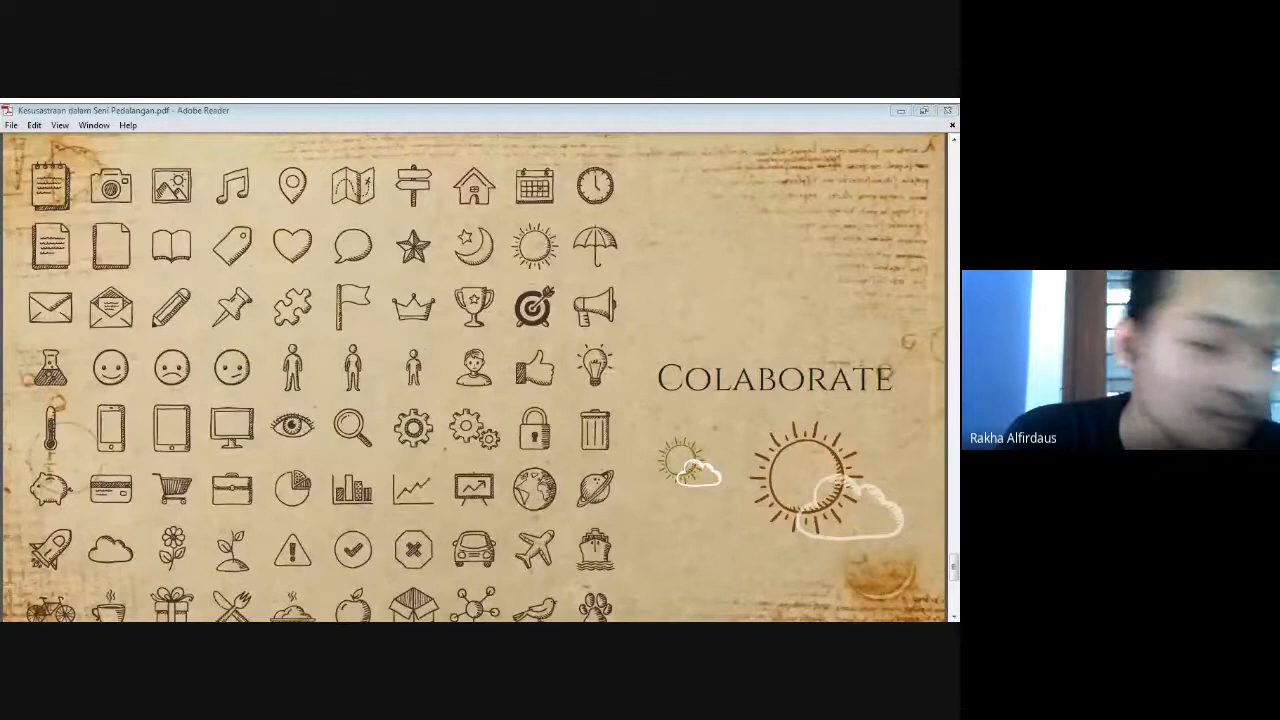 Kesusastraan dalam Seni Pedalangan.pdf - Adobe Reader
File Edit View Window Help
COLABORATE
Rakha Alfirdaus